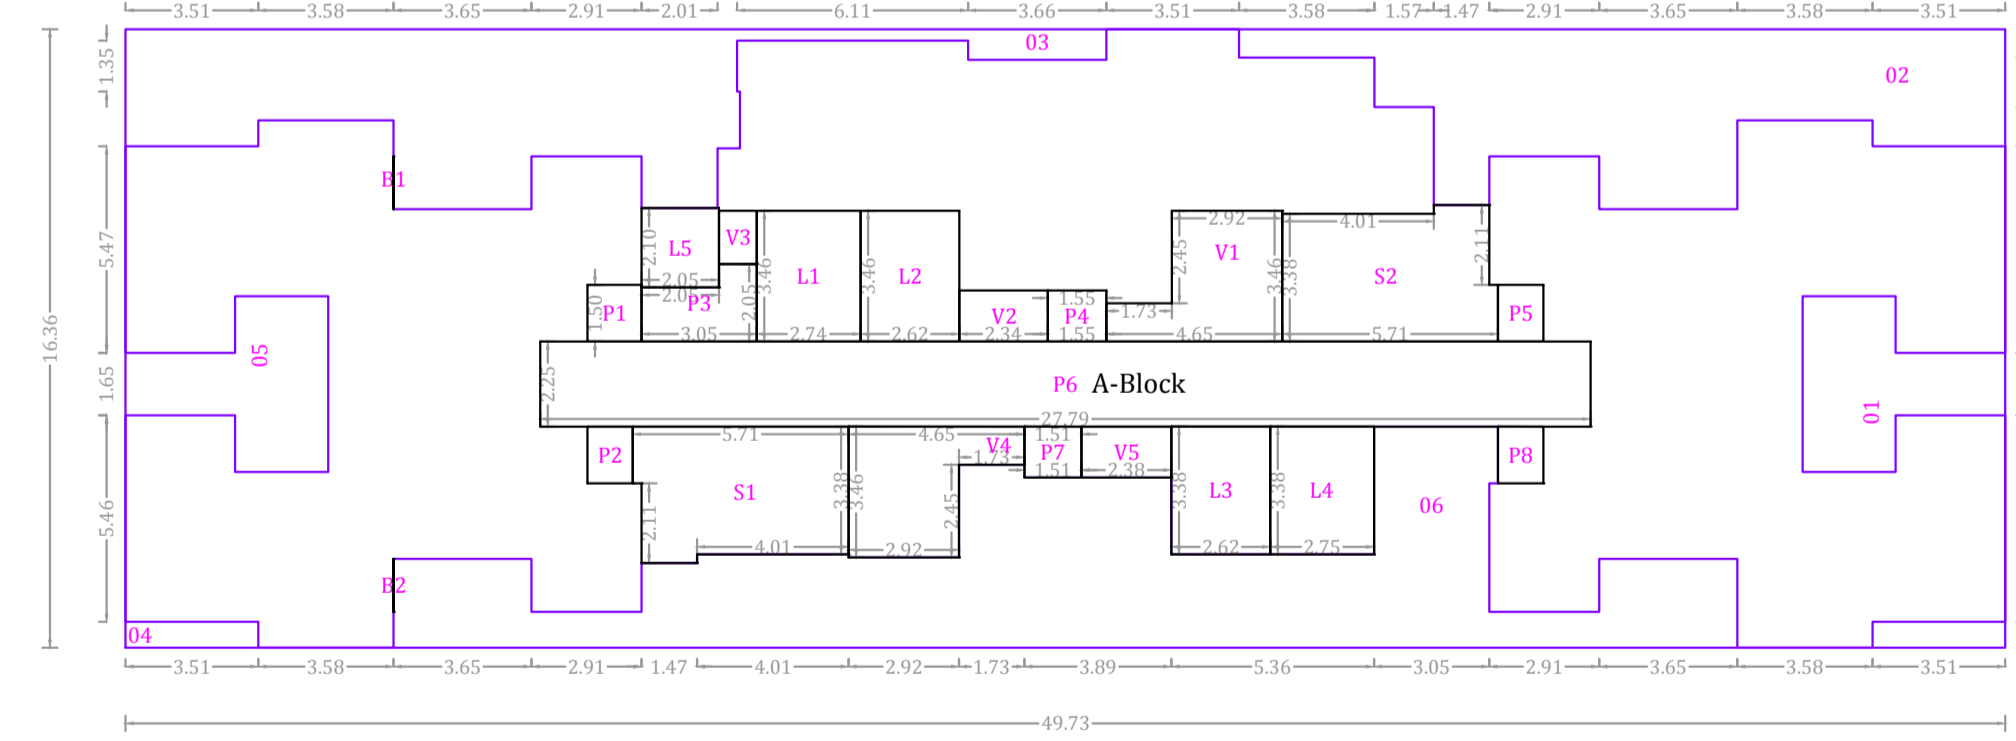 3.51 3.58 3.65 2.91 2.01 6.11 3.66 3.51 3.58 1.57 1.47 2.91 3.65 3.58 3.51
03
1.35
02
B1
2.92
4.01
V3
L5
2.10
2.45
V1
2.11
5.47
3.46
L1
3.46
L2
3.46
3.38
S2
2.05
2.05
P3
2.05
1.55
1.73
P1
1.50
V2
P4
P5
16.36
3.05
2.74
2.62
2.34
1.55
4.65
5.71
05
1.65
2.25
P6 A-Block
01
27.79
5.71
4.65
V4
1.51
1.73
P2
P7
V5
P8
1.51
2.38
S1
3.38
3.46
2.45
3.38
L3
3.38
L4
06
5.46
2.11
4.01
2.92
2.62
2.75
B2
04
3.51 3.58 3.65 2.91 1.47 4.01 2.92 1.73 3.89 5.36 3.05 2.91 3.65 3.58 3.51
49.73